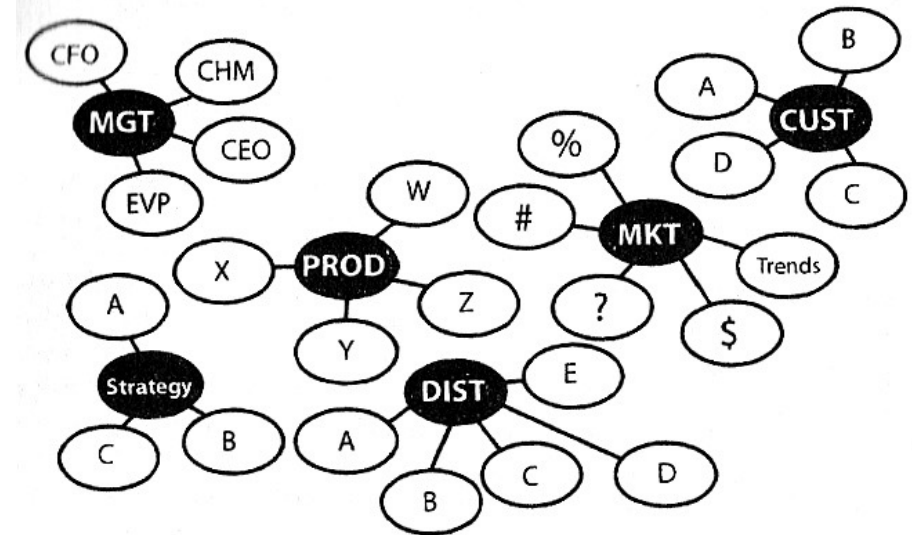 CFO
CHM
MGT
CEO
EVP
B
A
CUST
D
C
%
#
MKT
Trends
?
$
W
X
PROD
Z
Y
A
Strategy
C
B
DIST
E
A
B
C
D